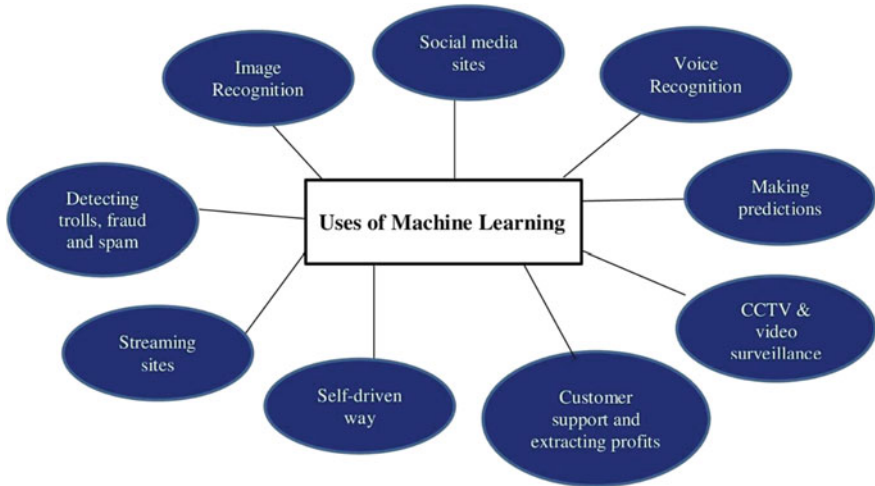 Social media
sites
Image
Recognition
Voice
Recognition
Detecting
trolls, fraud
and spam
Uses of Machine Learning
Making
predictions
Streaming
sites
Self-driven
way
Customer
support and
extracting profits
CCTV &
video
surveillance